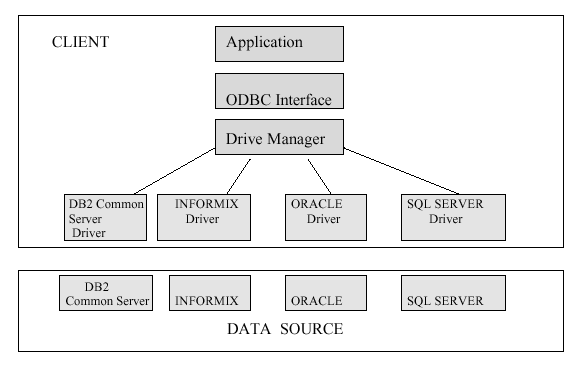 CLIENT
Application
ODBC Interface
Drive Manager
DB2 Common
Server
Driver
INFORMIX
Driver
ORACLE
Driver
SQL SERVER
Driver
DB2
Common Server
INFORMIX
ORACLE
SQL SERVER
DATA SOURCE